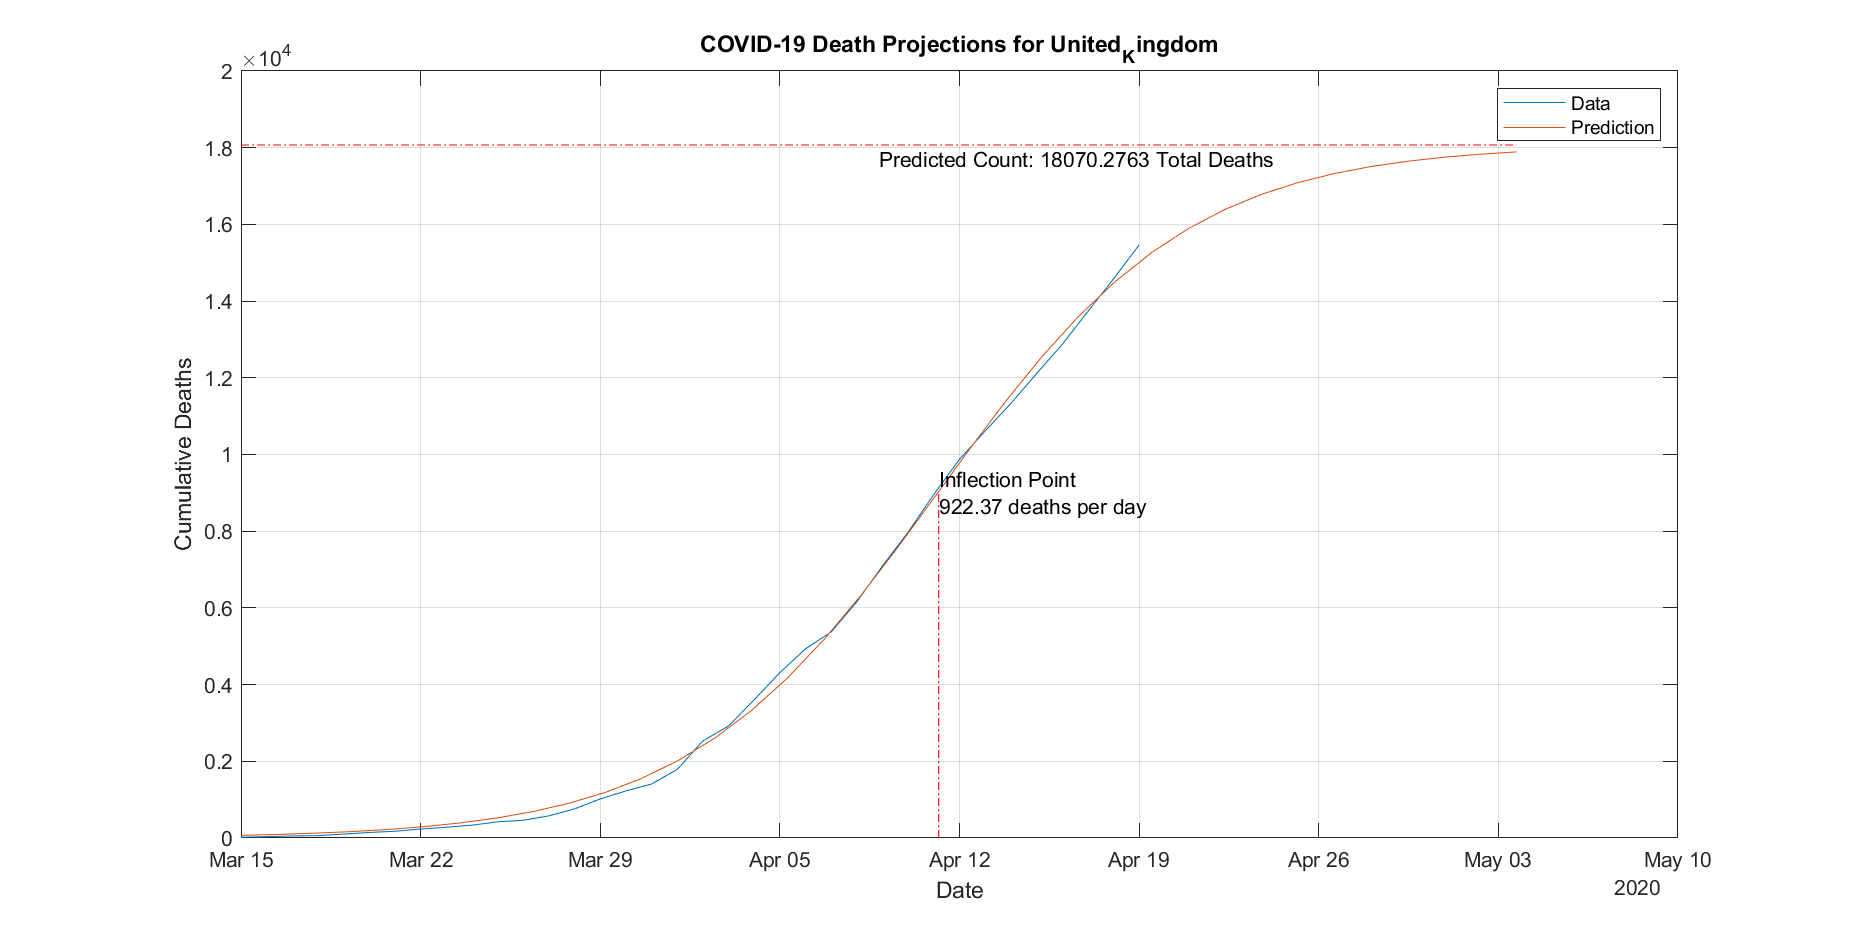 COVID-19 Death Projections for United_Kingdom
×10^4
2
1.8
1.6
1.4
1.2
1
0.8
0.6
0.4
0.2
0
Cumulative Deaths
Data
Prediction
Predicted Count: 18070.2763 Total Deaths
Inflection Point
922.37 deaths per day
Mar 15 Mar 22 Mar 29 Apr 05 Apr 12 Apr 19 Apr 26 May 03 May 10
Date
2020